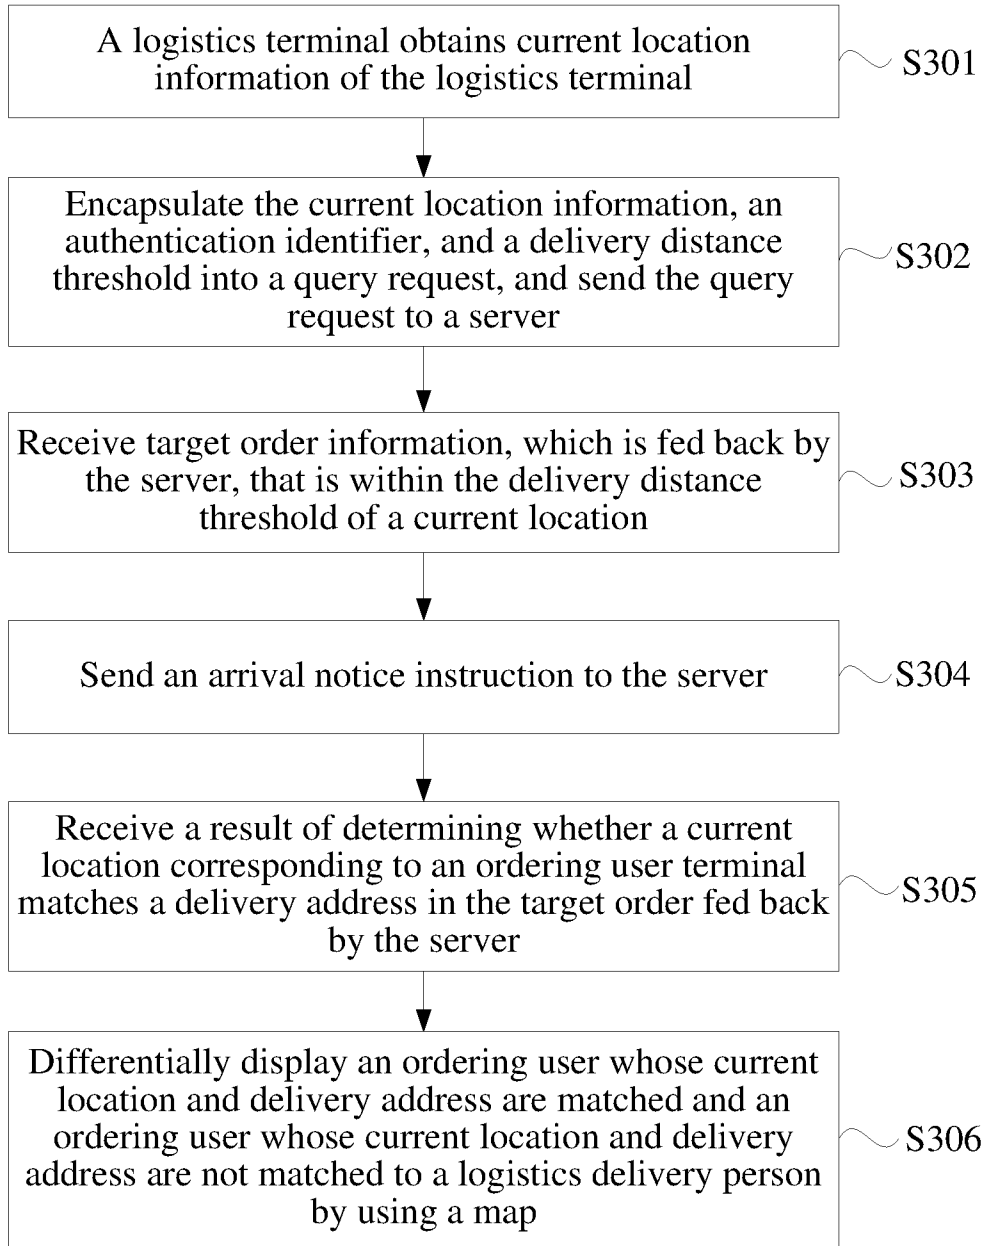 A logistics terminal obtains current location
information of the logistics terminal
S301
Encapsulate the current location information, an
authentication identifier, and a delivery distance
threshold into a query request, and send the query
request to a server
S302
Receive target order information, which is fed back by
the server, that is within the delivery distance
threshold of a current location
S303
Send an arrival notice instruction to the server
S304
Receive a result of determining whether a current
location corresponding to an ordering user terminal
matches a delivery address in the target order fed back
by the server
S305
Differentially display an ordering user whose current
location and delivery address are matched and an
ordering user whose current location and delivery
address are not matched to a logistics delivery person
by using a map
S306